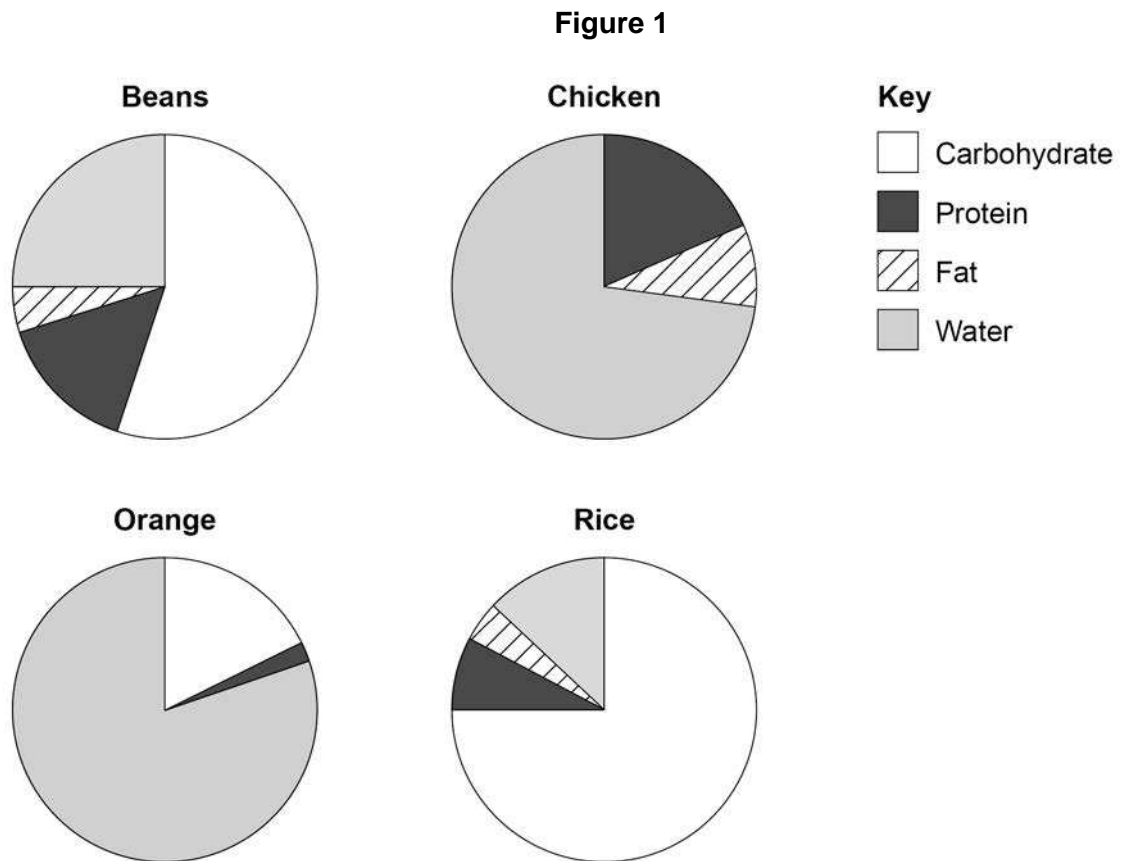 Figure 1
Beans
Chicken
Key
Carbohydrate
Protein
Fat
Water
Orange
Rice